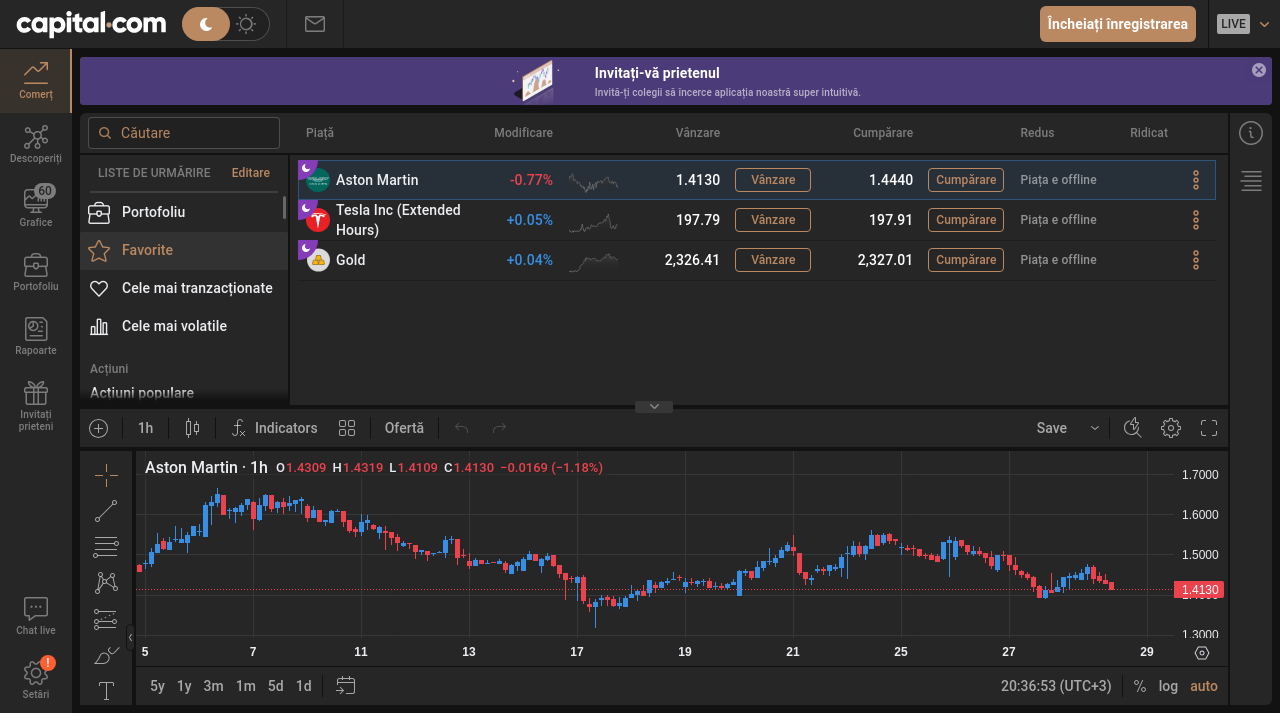 capital.com
Încheiați înregistrarea
LIVE
Comerț
Descoperiți
60
Grafice
Portofoliu
Rapoarte
Invitați
prieteni
Chat live
Setări
Invitați-vă prietenul
Invită-ți colegii să încerce aplicația noastră super intuitivă.
Căutare
Piață Modificare Vânzare Cumpărare Redus Ridicat
LISTE DE URMĂRIRE Editare
Portofoliu
Favorite
Cele mai tranzacționate
Cele mai volatile
Acțiuni
Acțiuni populare
Aston Martin -0.77% 1.4130 Vânzare 1.4440 Cumpărare Piața e offline
Tesla Inc (Extended
Hours) +0.05% 197.79 Vânzare 197.91 Cumpărare Piața e offline
Gold +0.04% 2,326.41 Vânzare 2,327.01 Cumpărare Piața e offline
1h Indicators Ofertă Save
Aston Martin · 1h O1.4309 H1.4319 L1.4109 C1.4130 −0.0169 (−1.18%)
1.7000
1.6000
1.5000
1.4130
1.3000
5 7 11 13 17 19 21 25 27 29
5y 1y 3m 1m 5d 1d 20:36:53 (UTC+3) % log auto